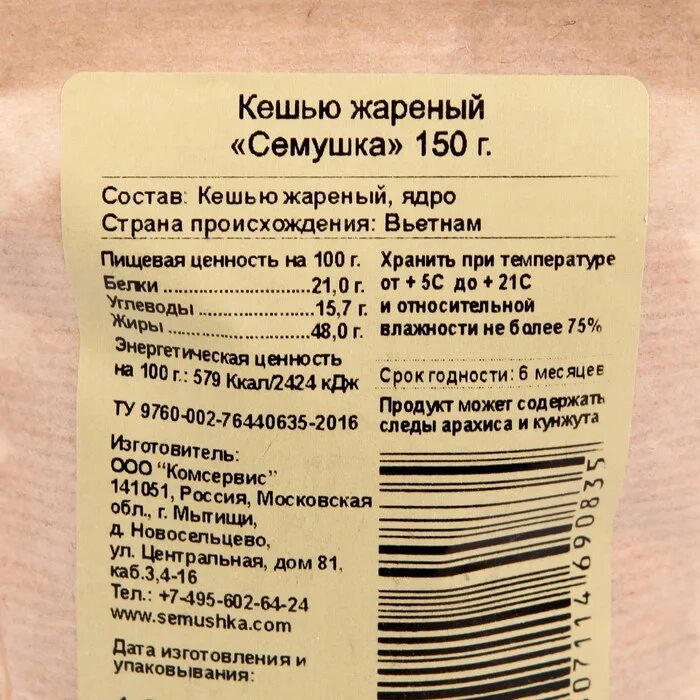 Кешью жареный
«Семушка» 150 г.
Состав: Кешью жареный, ядро
Страна происхождения: Вьетнам
Пищевая ценность на 100 г.
Белки ........................ 21,0 г.
Углеводы ................... 15,7 г.
Жиры ........................ 48,0 г.
Энергетическая ценность
на 100 г.: 579 Ккал/2424 кДж
ТУ 9760-002-76440635-2016
Изготовитель:
ООО "Комсервис"
141051, Россия, Московская
обл., г. Мытищи,
д. Новосельцево,
ул. Центральная, дом 81,
каб.3,4-16
Тел.: +7-495-602-64-24
www.semushka.com
Дата изготовления и
упаковывания:
Хранить при температуре
от + 5С до + 21С
и относительной
влажности не более 75%
Срок годности: 6 месяцев
Продукт может содержать
следы арахиса и кунжута
07114690835